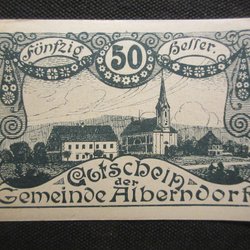 Fünfzig 50 Heller.
Gutschein
der
Gemeinde Alberndorf